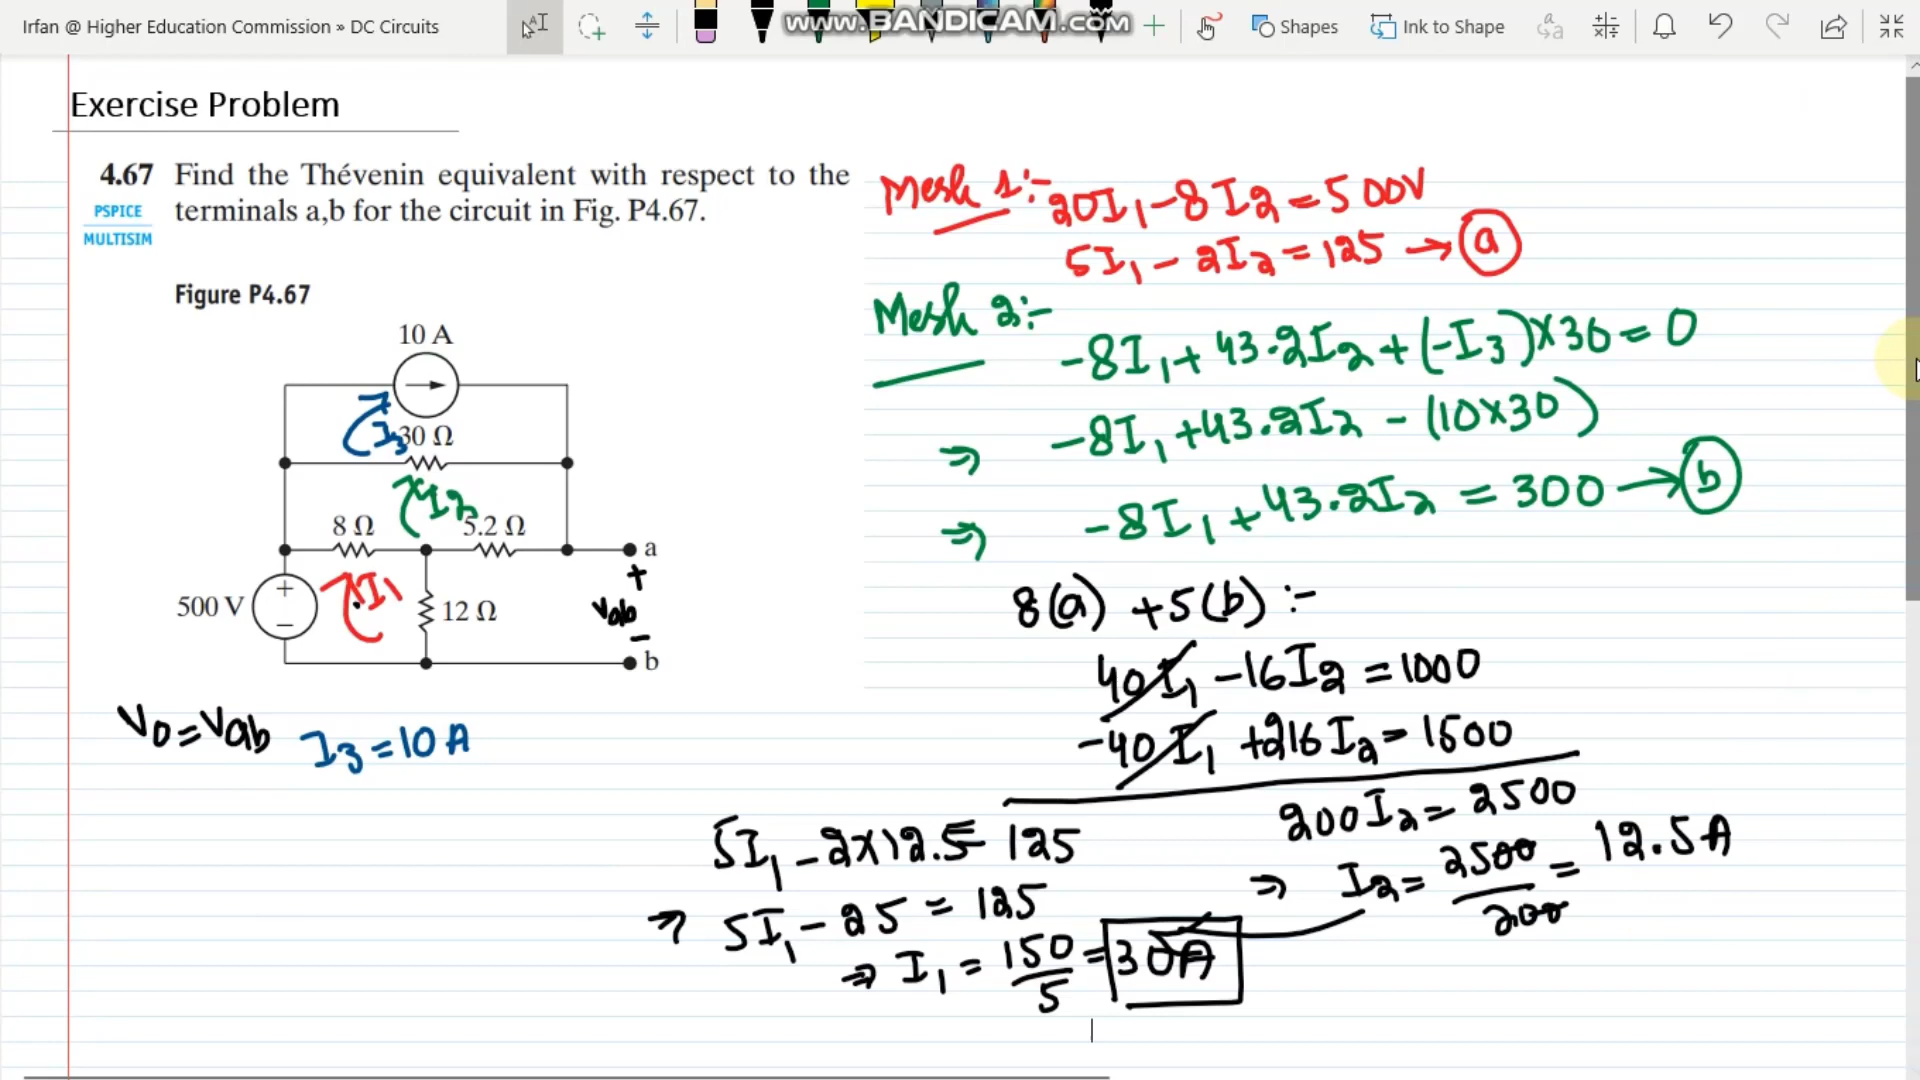 Irfan @ Higher Education Commission » DC Circuits
www.BANDICAM.com
Shapes
Ink to Shape
Exercise Problem
4.67 Find the Thévenin equivalent with respect to the
PSPICE
terminals a,b for the circuit in Fig. P4.67.
MULTISIM
Figure P4.67
10 A
I3
30 Ω
I2
8 Ω
5.2 Ω
a
+
500 V
+
−
I1
12 Ω
Vab
−
b
V0 = Vab
I3 = 10 A
Mesh 1:- 20I1 - 8I2 = 500V
5I1 - 2I2 = 125 → a
Mesh 2:-
-8I1 + 43.2I2 + (-I3)×30 = 0
⇒ -8I1 + 43.2I2 - (10×30)
⇒ -8I1 + 43.2I2 = 300 → b
8(a) + 5(b) :-
40I1 - 16I2 = 1000
-40I1 + 216I2 = 1500
200I2 = 2500
⇒ I2 = 2500/200 = 12.5A
5I1 - 2×12.5 = 125
⇒ 5I1 - 25 = 125
⇒ I1 = 150/5 = 30A